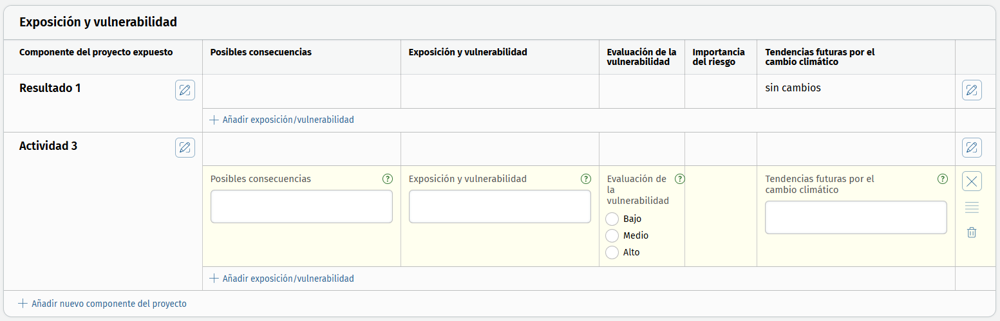 Exposición y vulnerabilidad
Componente del proyecto expuesto
Posibles consecuencias
Exposición y vulnerabilidad
Evaluación de la
vulnerabilidad
Importancia
del riesgo
Tendencias futuras por el
cambio climático
Resultado 1
sin cambios
Añadir exposición/vulnerabilidad
Actividad 3
Posibles consecuencias
?
Exposición y vulnerabilidad
?
Evaluación de
la
vulnerabilidad
?
Bajo
Medio
Alto
Tendencias futuras por el
cambio climático
?
Añadir exposición/vulnerabilidad
Añadir nuevo componente del proyecto